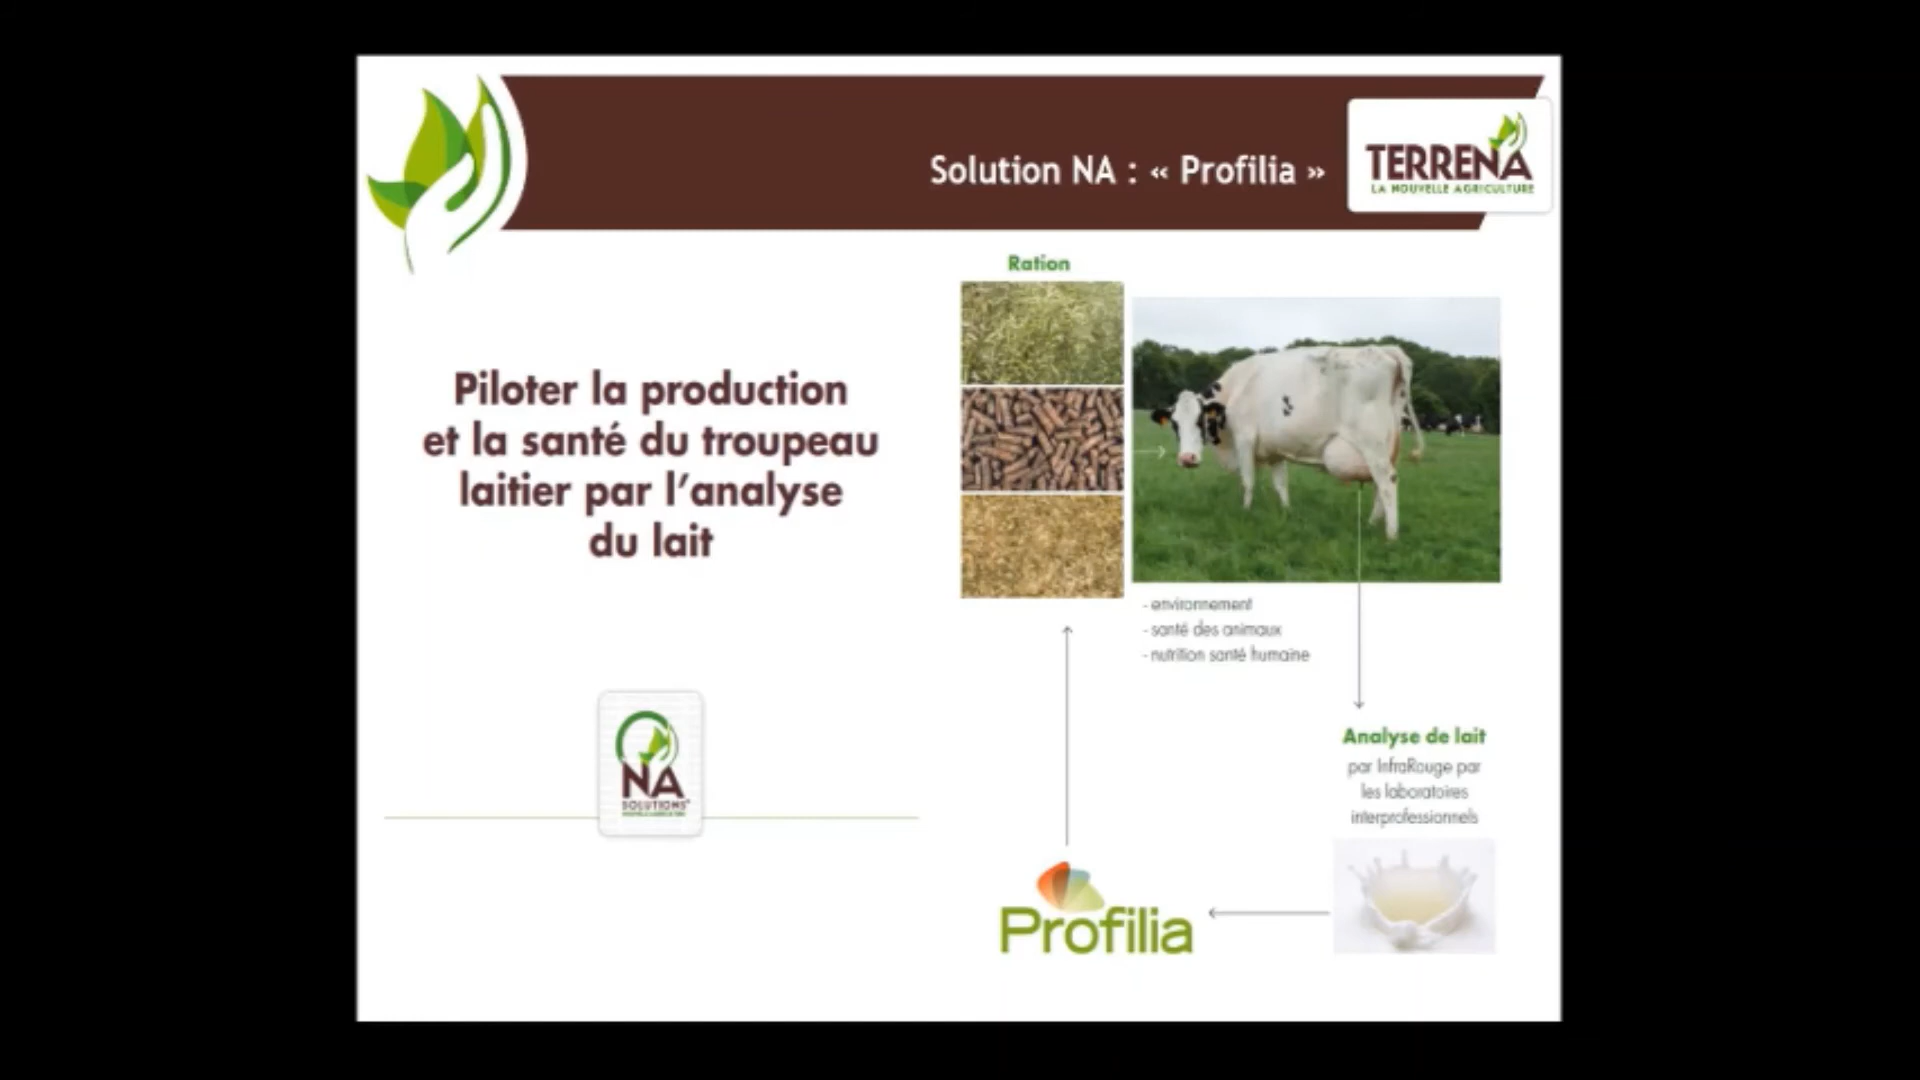 Solution NA : « Profilia »
TERRENA
LA NOUVELLE AGRICULTURE
Piloter la production
et la santé du troupeau
laitier par l'analyse
du lait
NA
SOLUTIONS
Ration
- environnement
- santé des animaux
- nutrition santé humaine
Analyse de lait
par InfraRouge par
les laboratoires
interprofessionnels
Profilia